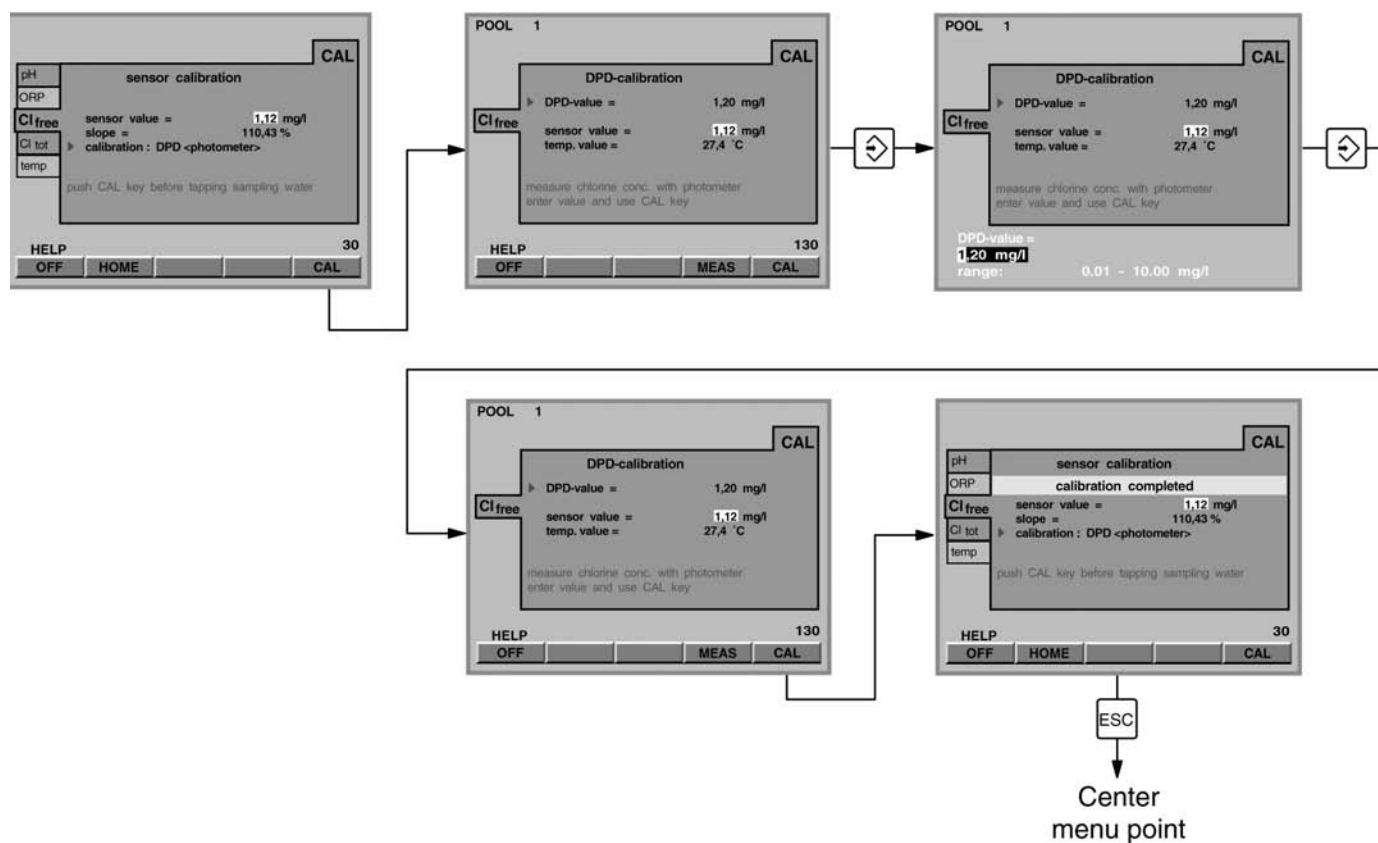 CAL
pH
sensor calibration
ORP
Cl free
sensor value = 1,12 mg/l
slope = 110,43 %
Cl tot
calibration : DPD <photometer>
temp
push CAL key before tapping sampling water
HELP
30
OFF HOME CAL
POOL 1
CAL
DPD-calibration
DPD-value = 1,20 mg/l
Cl free
sensor value = 1,12 mg/l
temp. value = 27,4 °C
measure chlorine conc. with photometer
enter value and use CAL key
HELP
130
OFF MEAS CAL
POOL 1
CAL
DPD-calibration
DPD-value = 1,20 mg/l
Cl free
sensor value = 1,12 mg/l
temp. value = 27,4 °C
measure chlorine conc. with photometer
enter value and use CAL key
DPD-value =
1,20 mg/l
range: 0.01 - 10.00 mg/l
POOL 1
CAL
DPD-calibration
DPD-value = 1,20 mg/l
Cl free
sensor value = 1,12 mg/l
temp. value = 27,4 °C
measure chlorine conc. with photometer
enter value and use CAL key
HELP
130
OFF MEAS CAL
CAL
pH
sensor calibration
ORP
calibration completed
Cl free
sensor value = 1,12 mg/l
slope = 110,43 %
Cl tot
calibration : DPD <photometer>
temp
push CAL key before tapping sampling water
HELP
30
OFF HOME CAL
ESC
Center
menu point